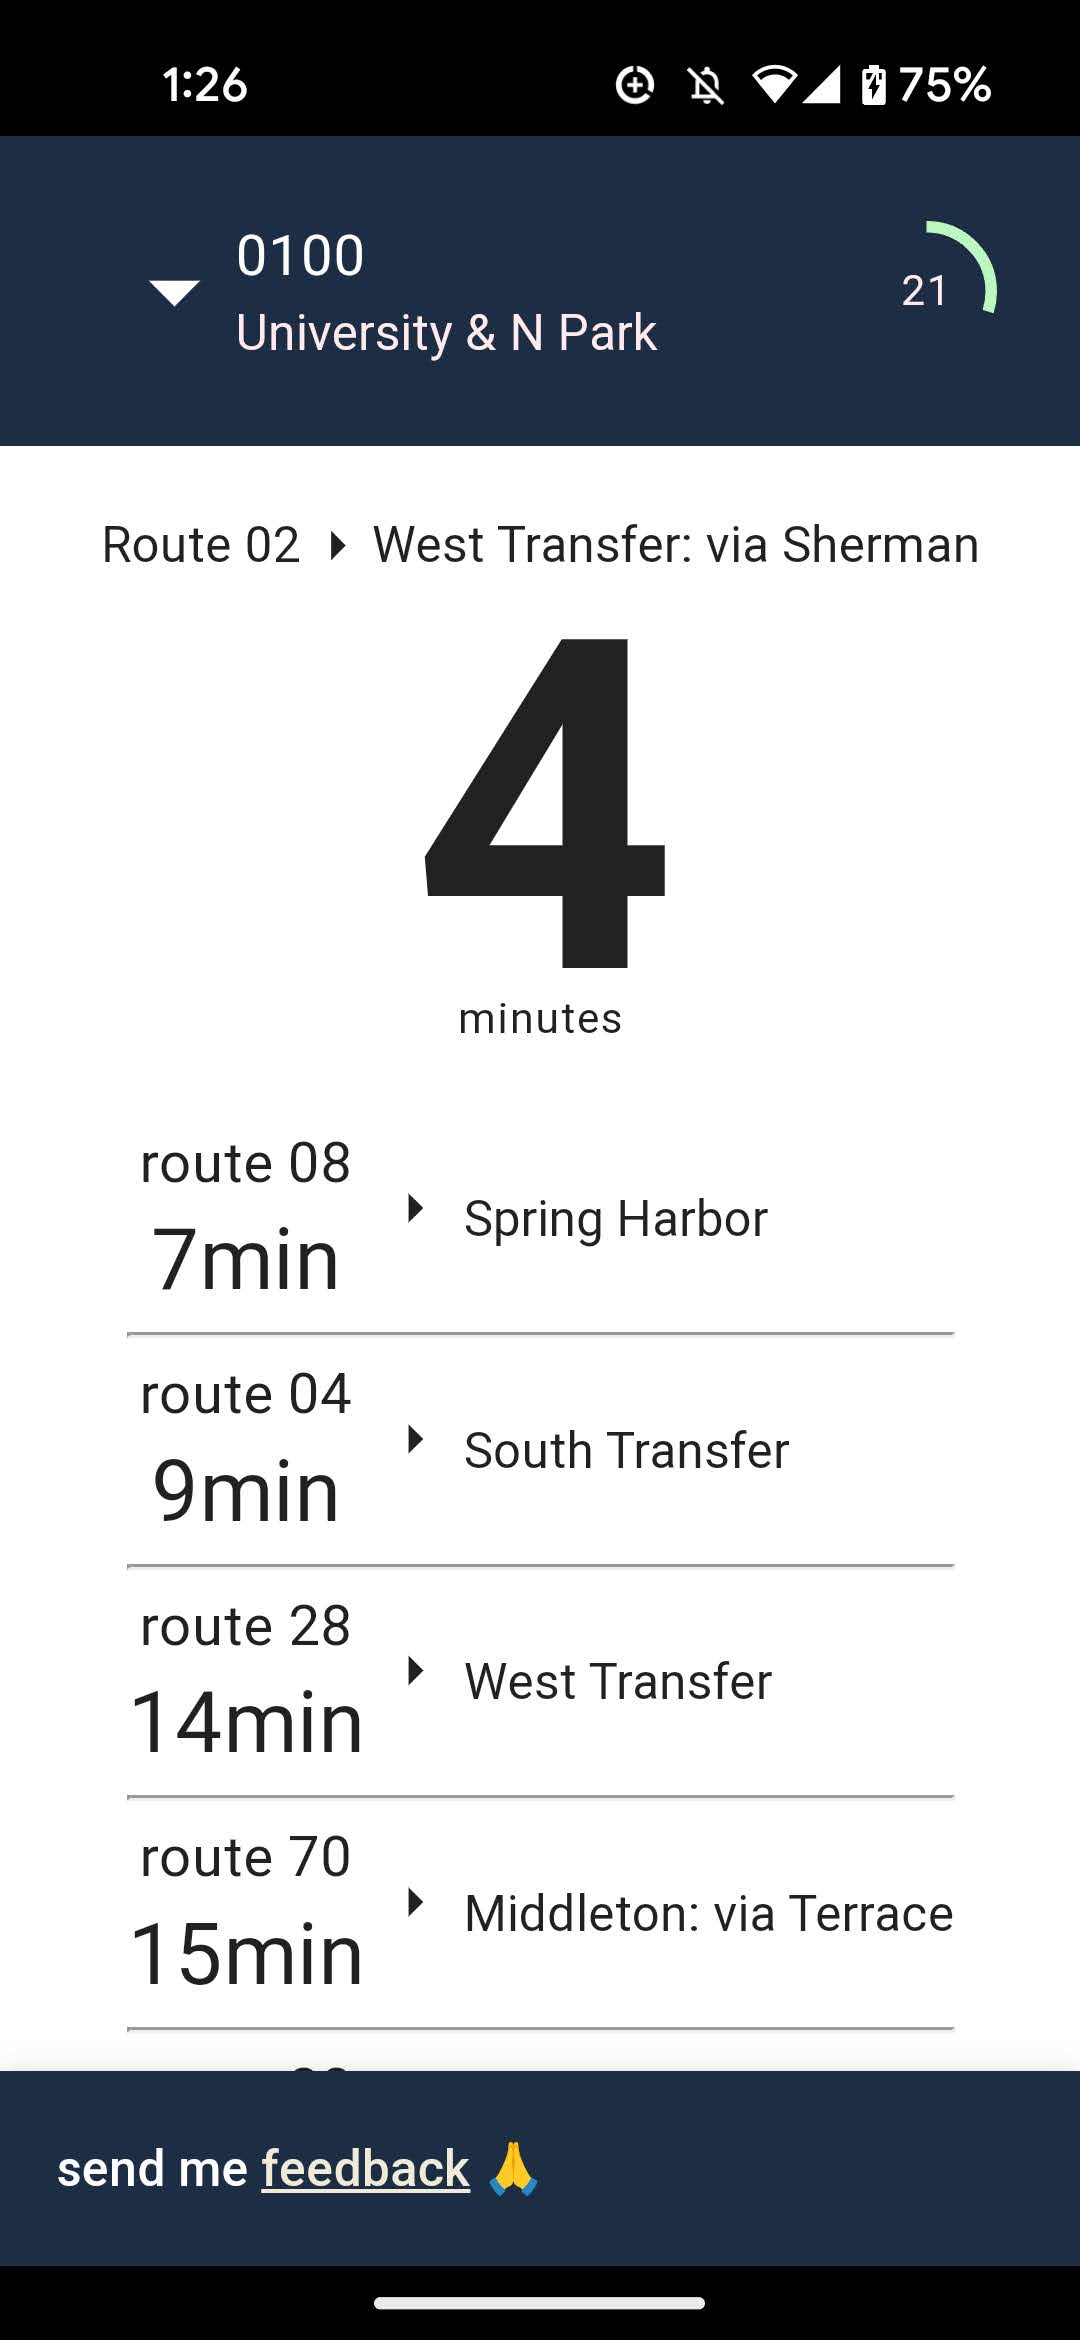 1:26 75%
0100
University & N Park
21
Route 02 West Transfer: via Sherman
4
minutes
route 08
7min
Spring Harbor
route 04
9min
South Transfer
route 28
14min
West Transfer
route 70
15min
Middleton: via Terrace
send me feedback 🙏